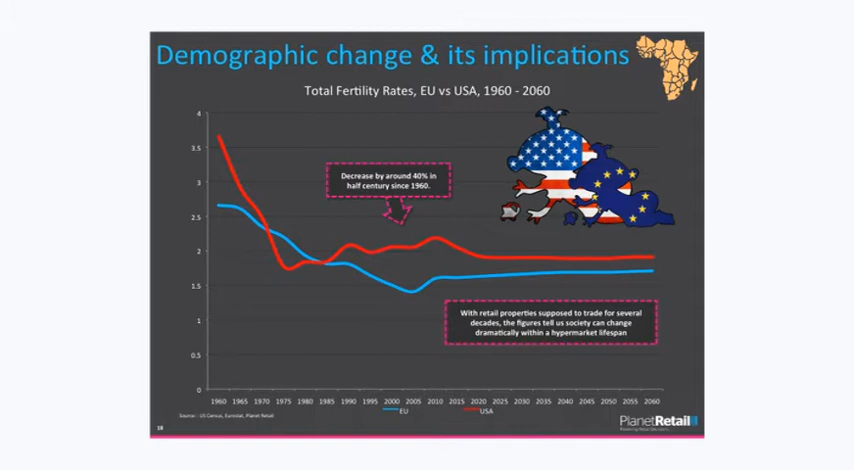 Demographic change & its implications
Total Fertility Rates, EU vs USA, 1960 - 2060
4
3.5
3
2.5
2
1.5
1
0.5
0
Decrease by around 40% in
half century since 1960.
With retail properties supposed to trade for several
decades, the figures tell us society can change
dramatically within a hypermarket lifespan
1960 1965 1970 1975 1980 1985 1990 1995 2000 2005 2010 2015 2020 2025 2030 2035 2040 2045 2050 2055 2060
EU USA
Source: - US Census, Eurostat, Planet Retail
18
PlanetRetail